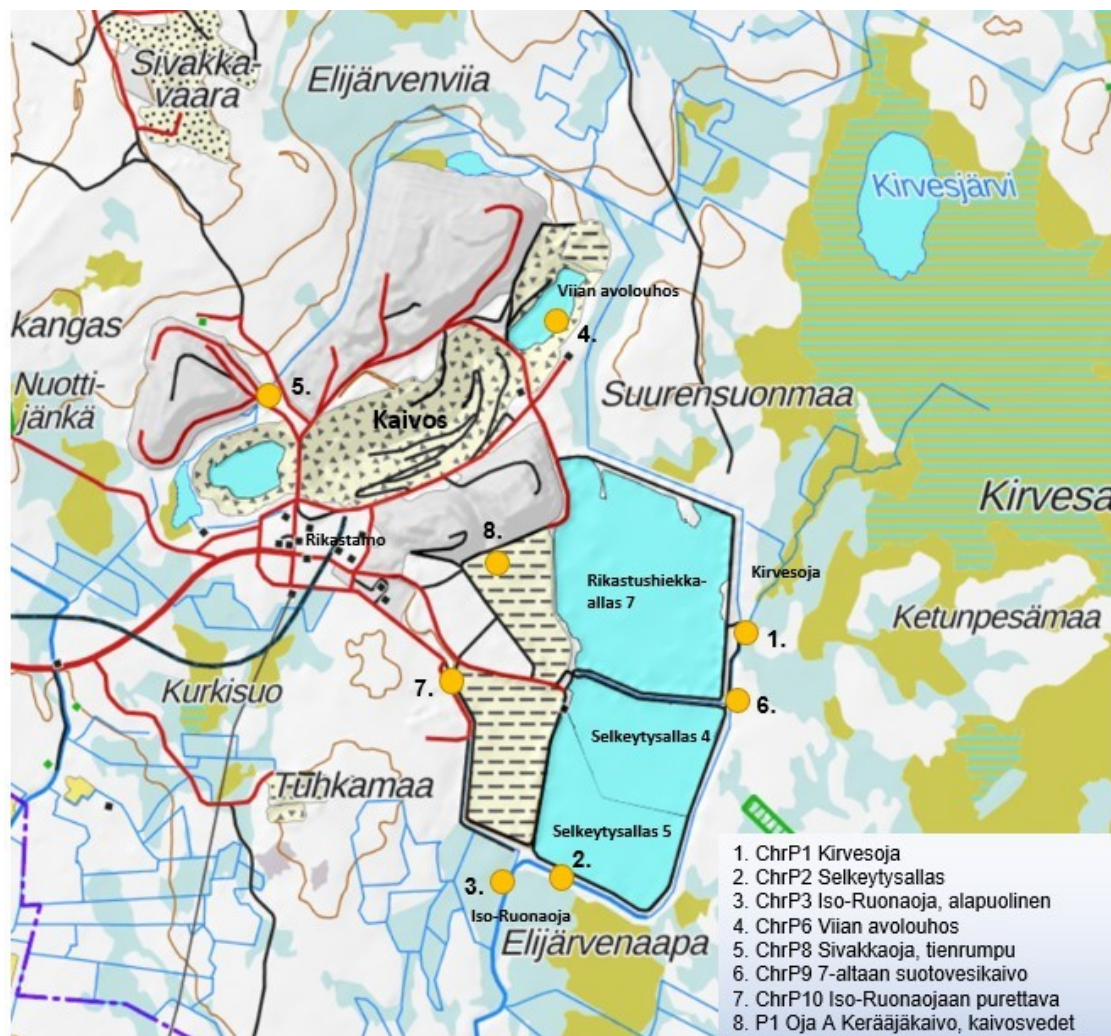 Sivakka-
vaara
Elijärvenviia
Kirvesjärvi
Viian avolouhos
4.
kangas
Nuotti-
jänkä
5.
Kaivos
Suurensuonmaa
Kirvesa
8.
Rikastamo
Rikastushiekka-
allas 7
Kirvesoja
1.
Ketunpesämaa
7.
6.
Kurkisuo
Selkeytysallas 4
Tuhkamaa
Selkeytysallas 5
2.
3.
Iso-Ruonaoja
Elijärvenaapa
1. ChrP1 Kirvesoja
2. ChrP2 Selkeytysallas
3. ChrP3 Iso-Ruonaoja, alapuolinen
4. ChrP6 Viian avolouhos
5. ChrP8 Sivakkaoja, tienrumpu
6. ChrP9 7-altaan suotovesikaivo
7. ChrP10 Iso-Ruonaojaan purettava
8. P1 Oja A Kerääjäkaivo, kaivosvedet